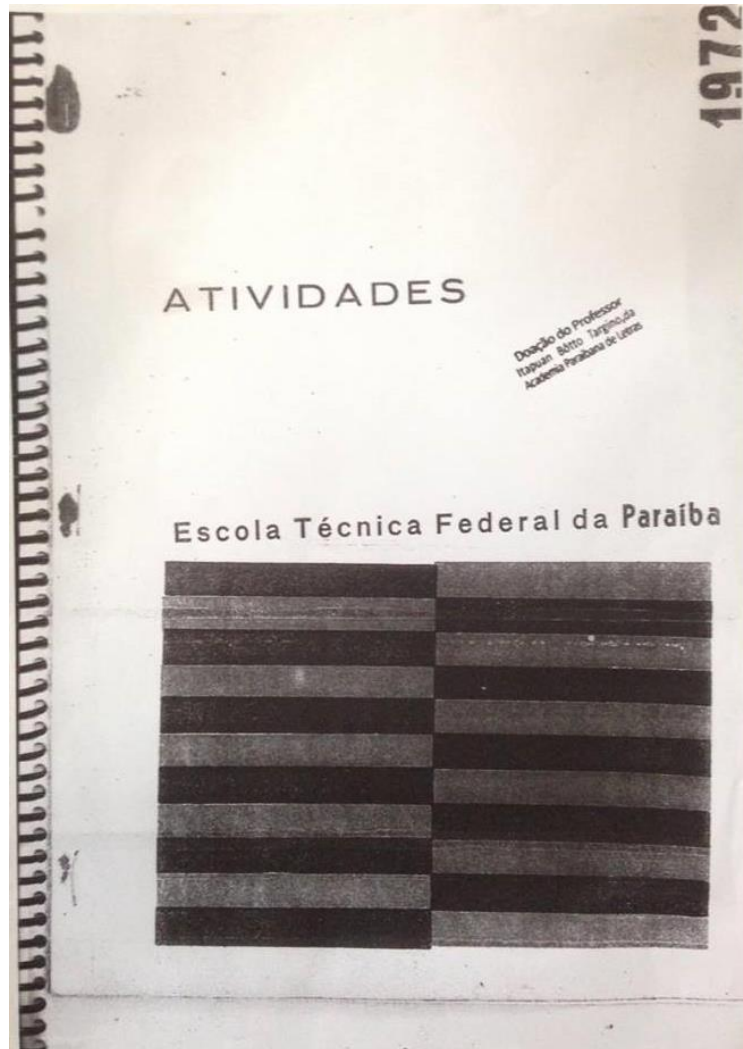 1972
ATIVIDADES
Doação do Professor
Itapuan Bôtto Targino,da
Academia Paraibana de Letras
Escola Técnica Federal da Paraíba